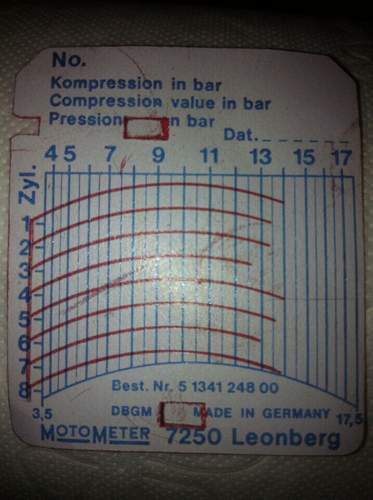 No.
Kompression in bar
Compression value in bar
Pression in bar
Dat.
Zyl.
4 5 7 9 11 13 15 17
1
2
3
4
5
6
7
8
Best. Nr. 5 1341 248 00
3,5 DBGM MADE IN GERMANY 17,5
MOTOMETER 7250 Leonberg